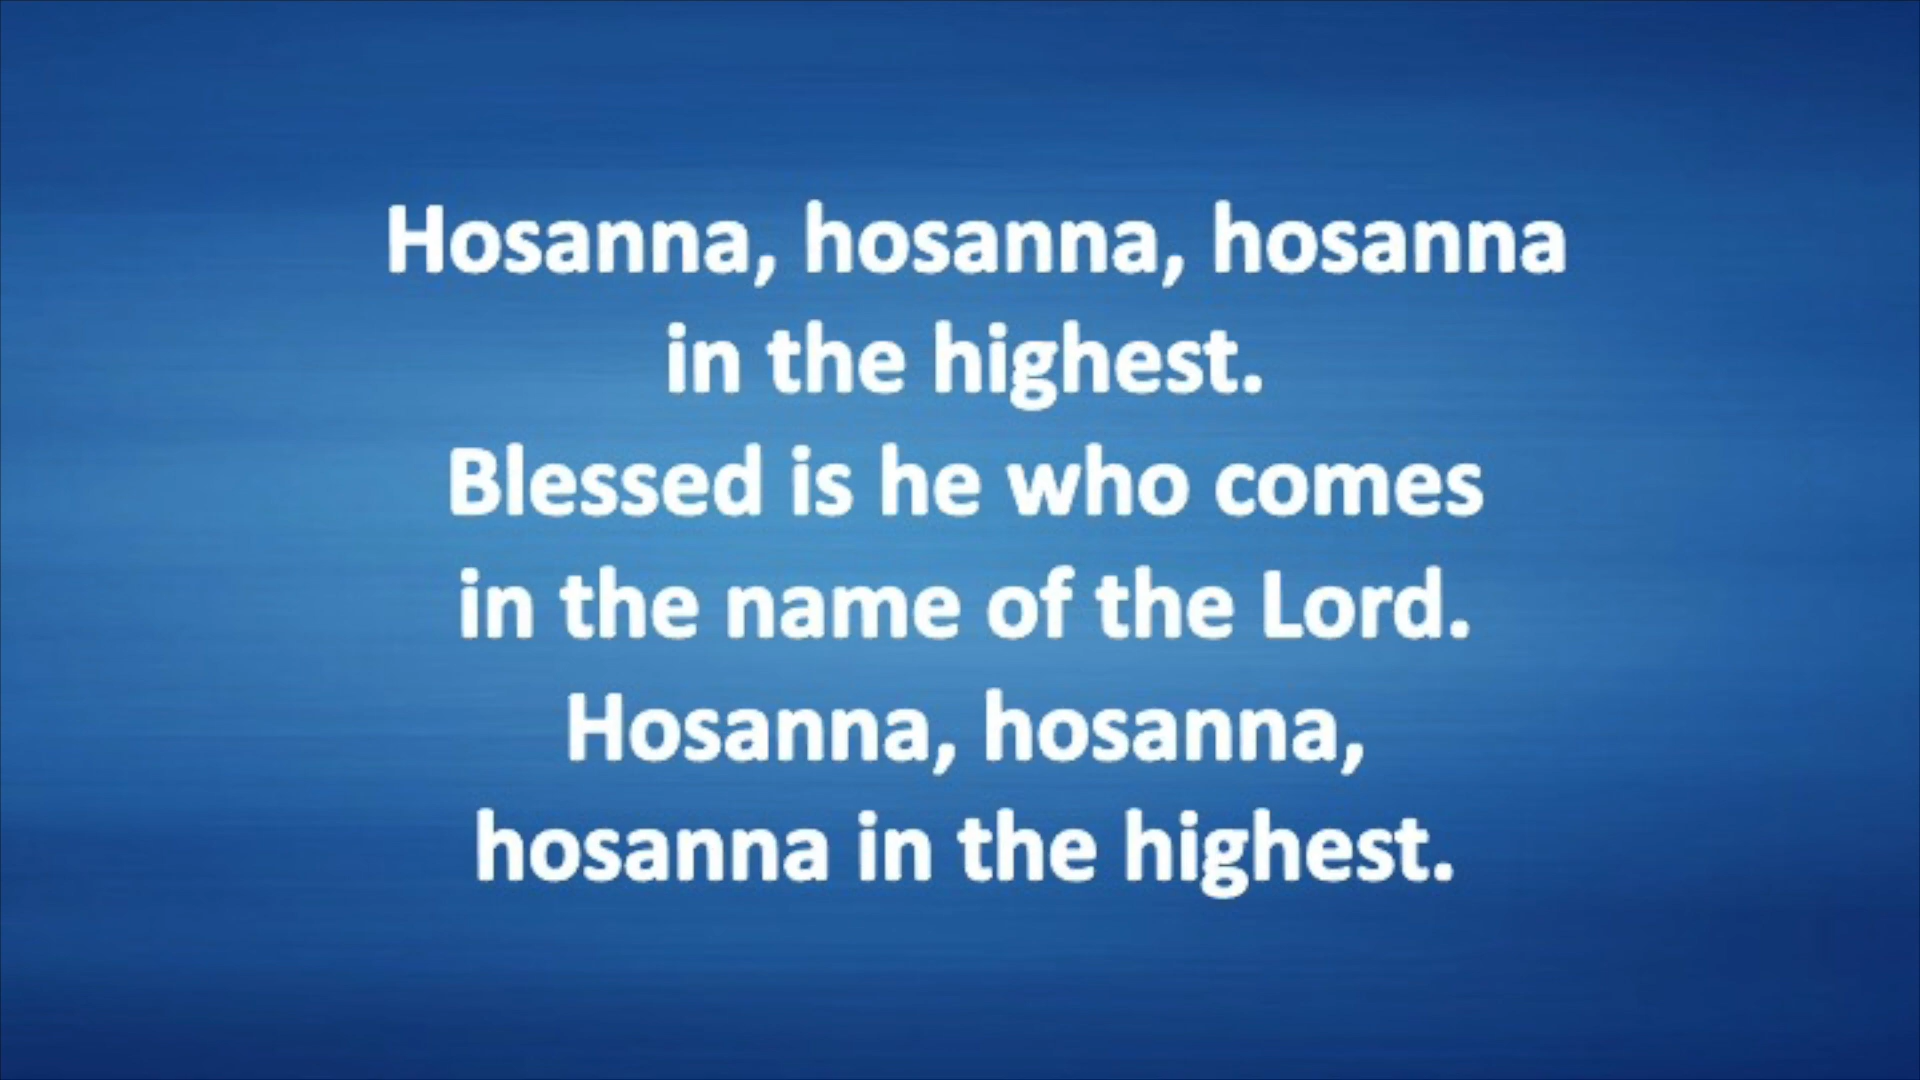 Hosanna, hosanna, hosanna
in the highest.
Blessed is he who comes
in the name of the Lord.
Hosanna, hosanna,
hosanna in the highest.